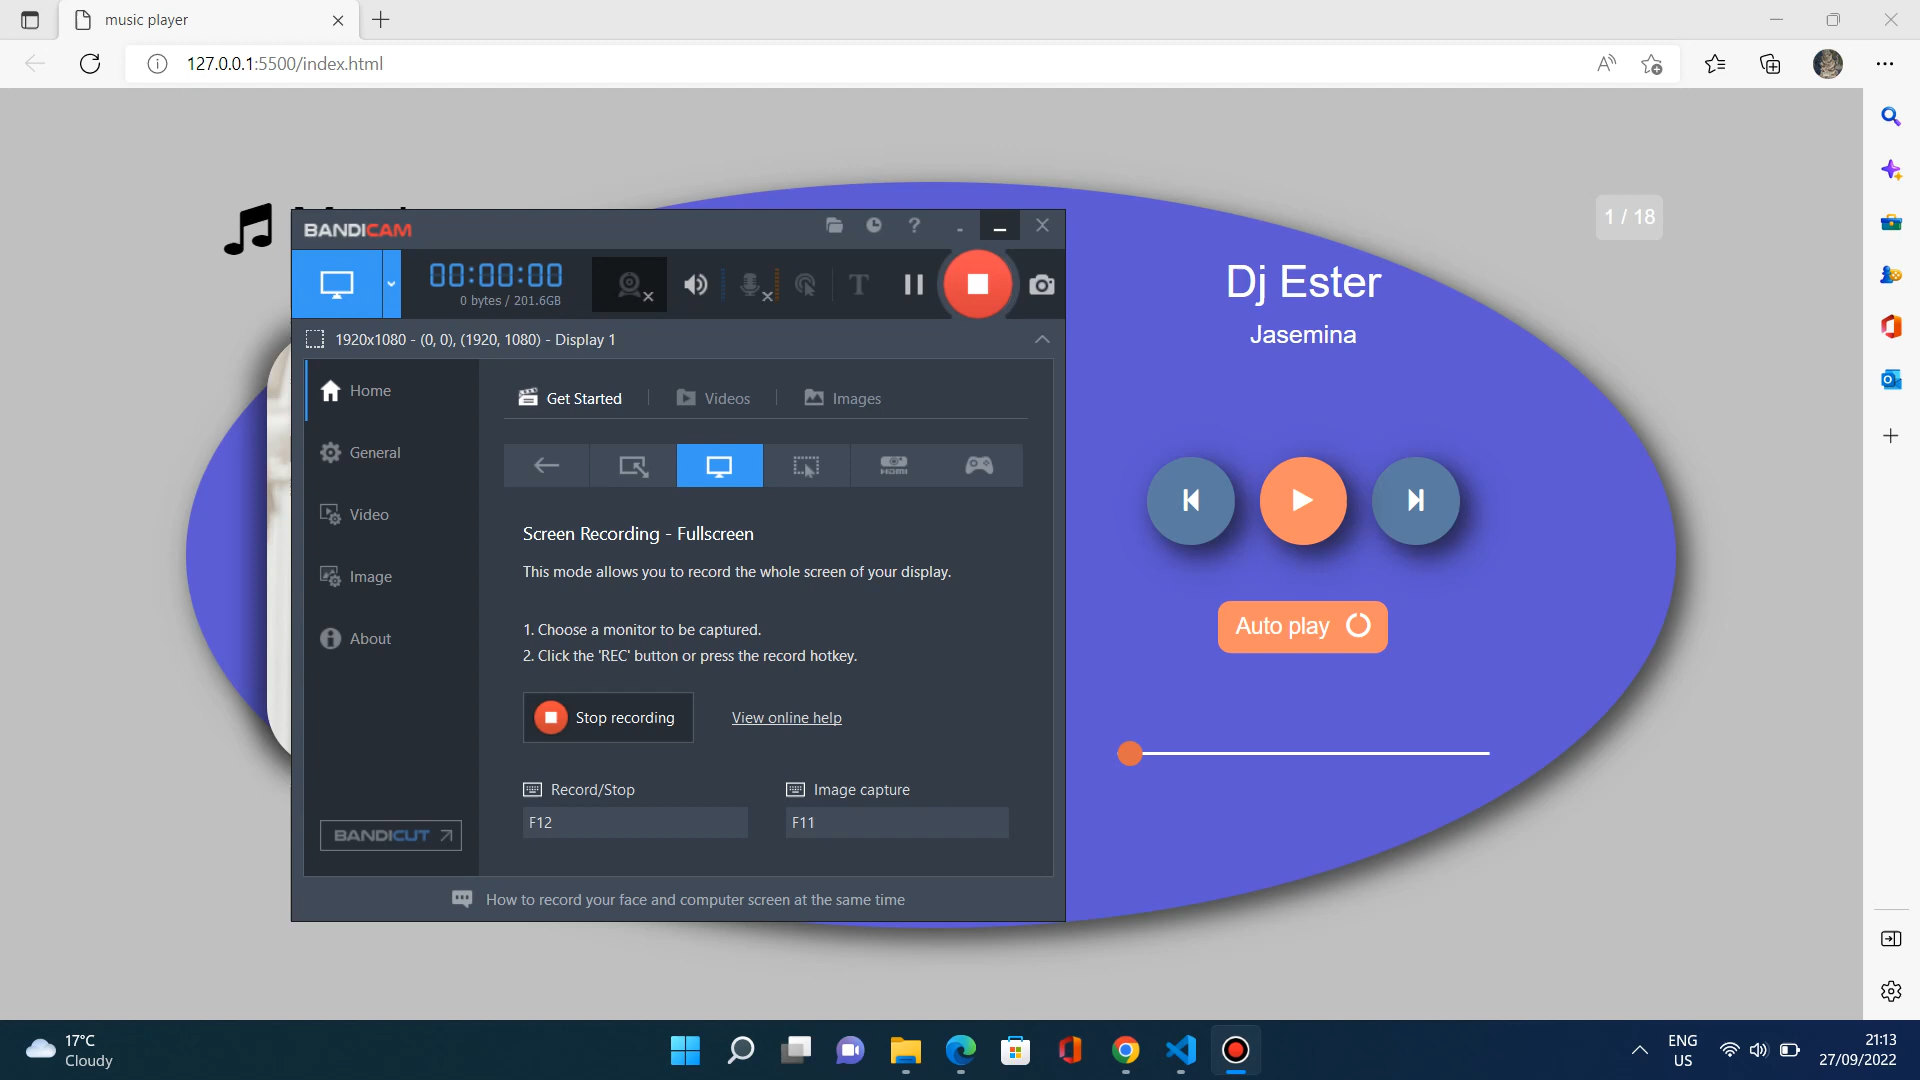 music player
127.0.0.1:5500/index.html
1 / 18
BANDICAM
00:00:00
0 bytes / 201.6GB
1920x1080 - (0, 0), (1920, 1080) - Display 1
Home
General
Video
Image
About
BANDICUT
Get Started
Videos
Images
HDMI
Screen Recording - Fullscreen
This mode allows you to record the whole screen of your display.
1. Choose a monitor to be captured.
2. Click the 'REC' button or press the record hotkey.
Stop recording
View online help
Record/Stop
Image capture
F12
F11
How to record your face and computer screen at the same time
Dj Ester
Jasemina
Auto play
17°C
Cloudy
ENG
US
21:13
27/09/2022